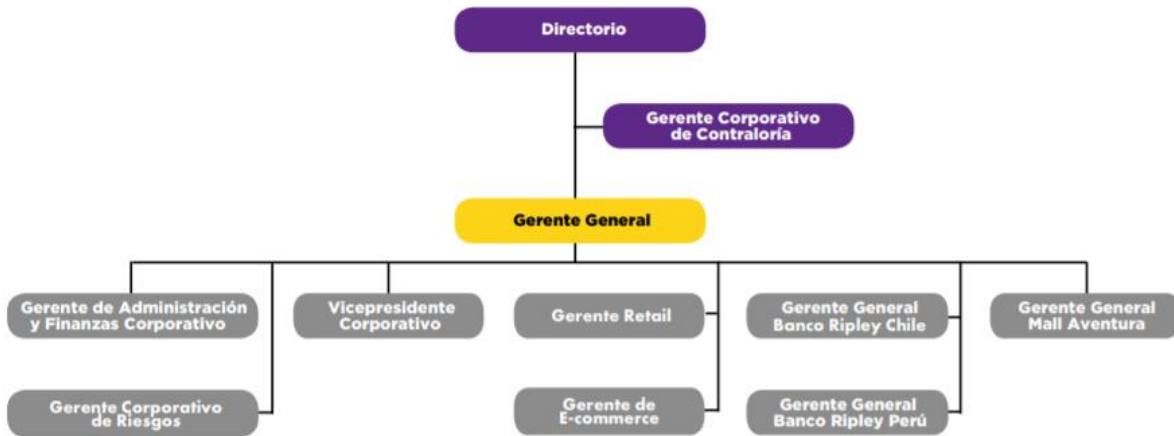 Directorio
Gerente Corporativo
de Contraloría
Gerente General
Gerente de Administración
y Finanzas Corporativo
Vicepresidente
Corporativo
Gerente Retail
Gerente General
Banco Ripley Chile
Gerente General
Mall Aventura
Gerente Corporativo
de Riesgos
Gerente de
E-commerce
Gerente General
Banco Ripley Perú